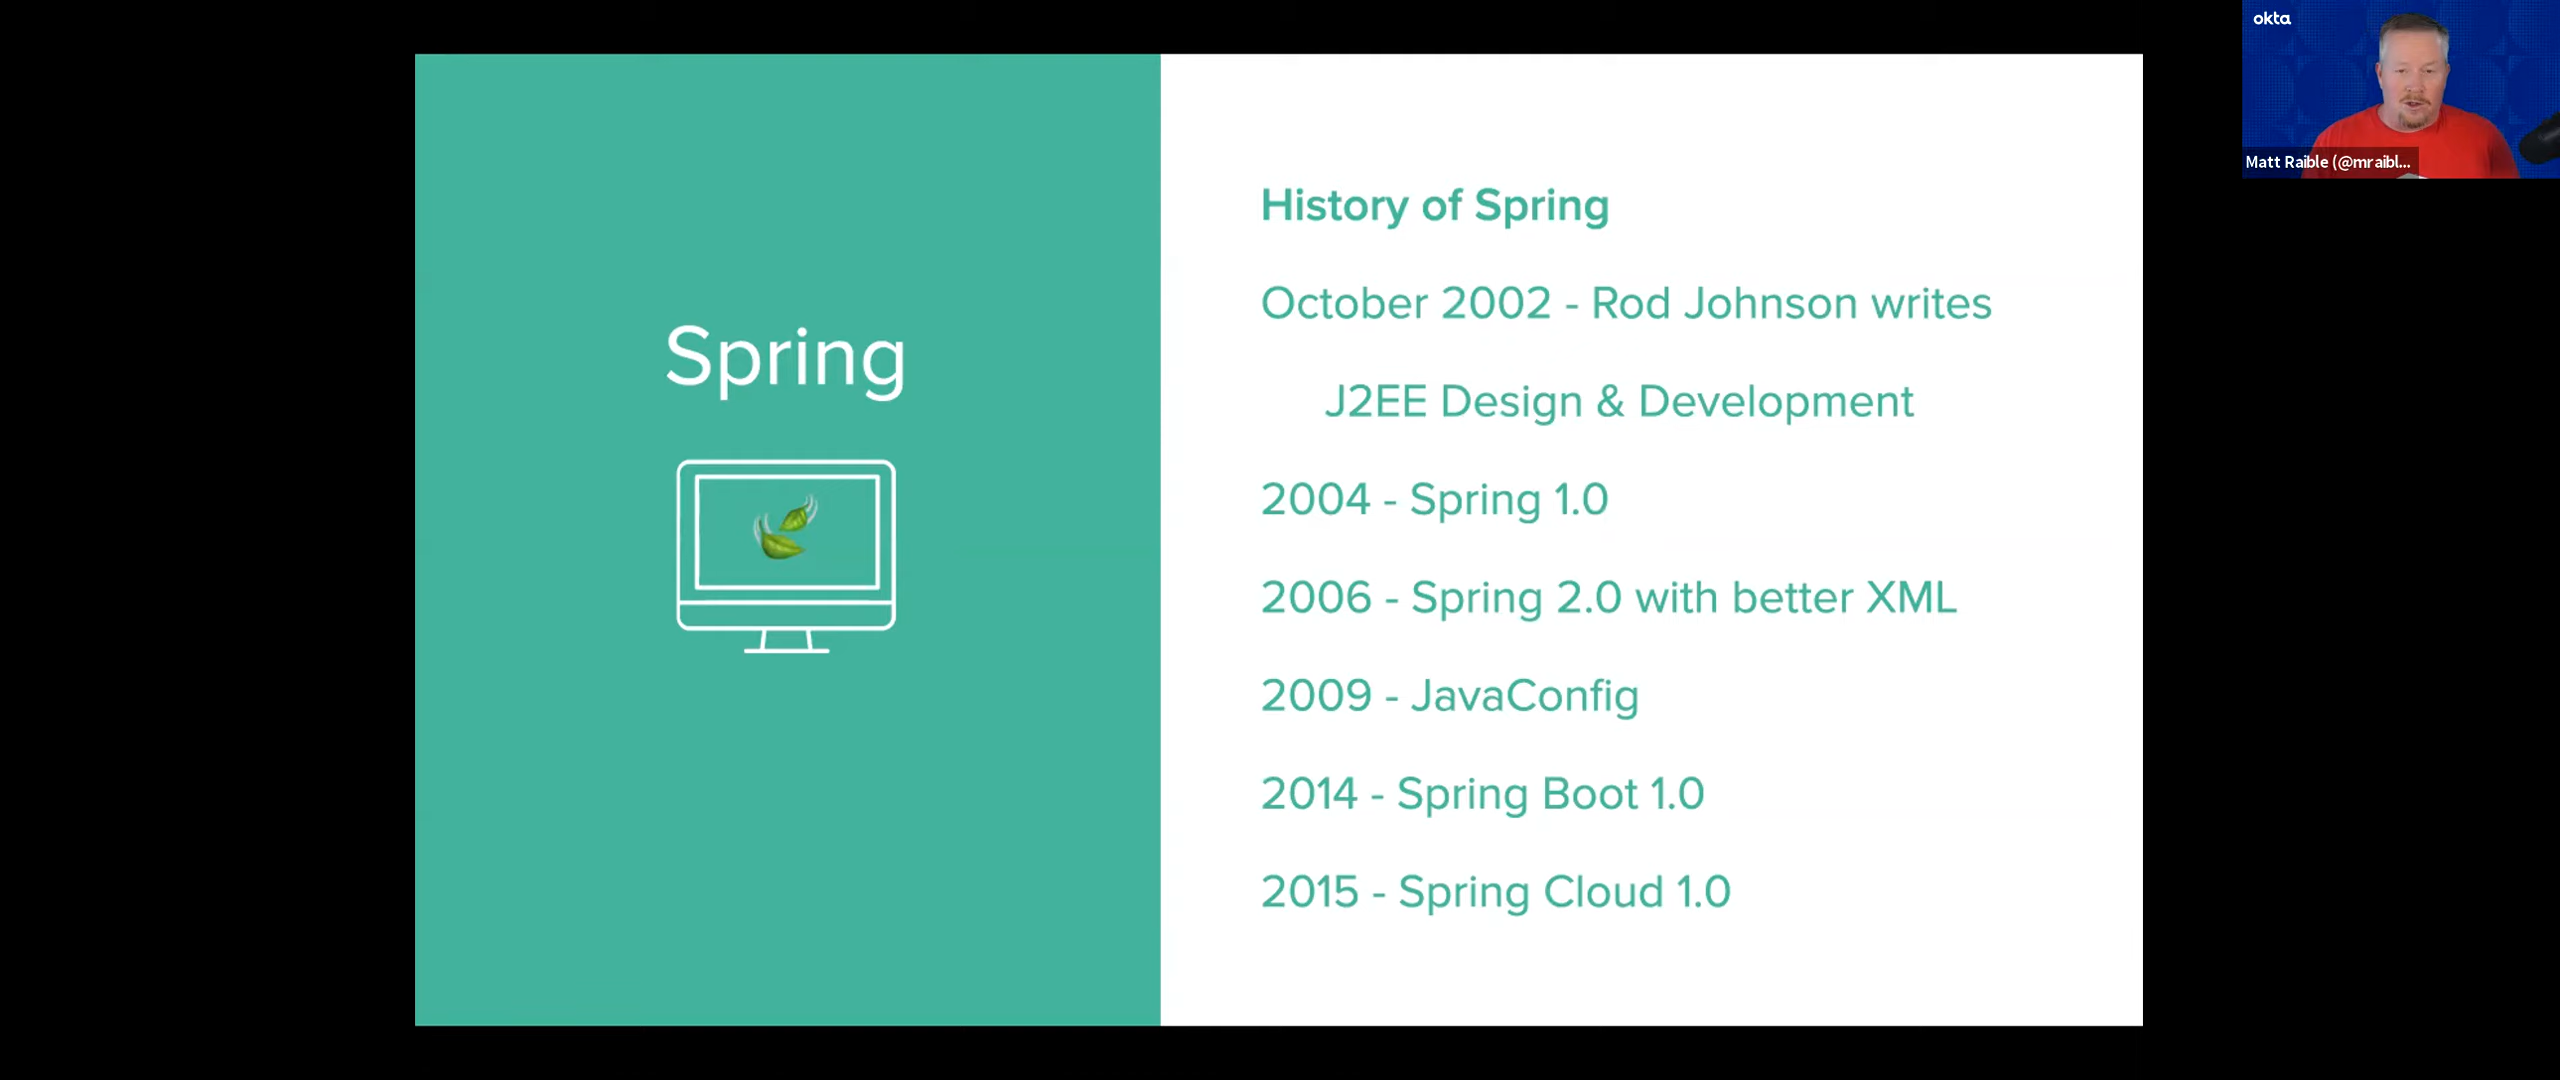 Spring
History of Spring
October 2002 - Rod Johnson writes
J2EE Design & Development
2004 - Spring 1.0
2006 - Spring 2.0 with better XML
2009 - JavaConfig
2014 - Spring Boot 1.0
2015 - Spring Cloud 1.0
okta
Matt Raible (@mraibl...